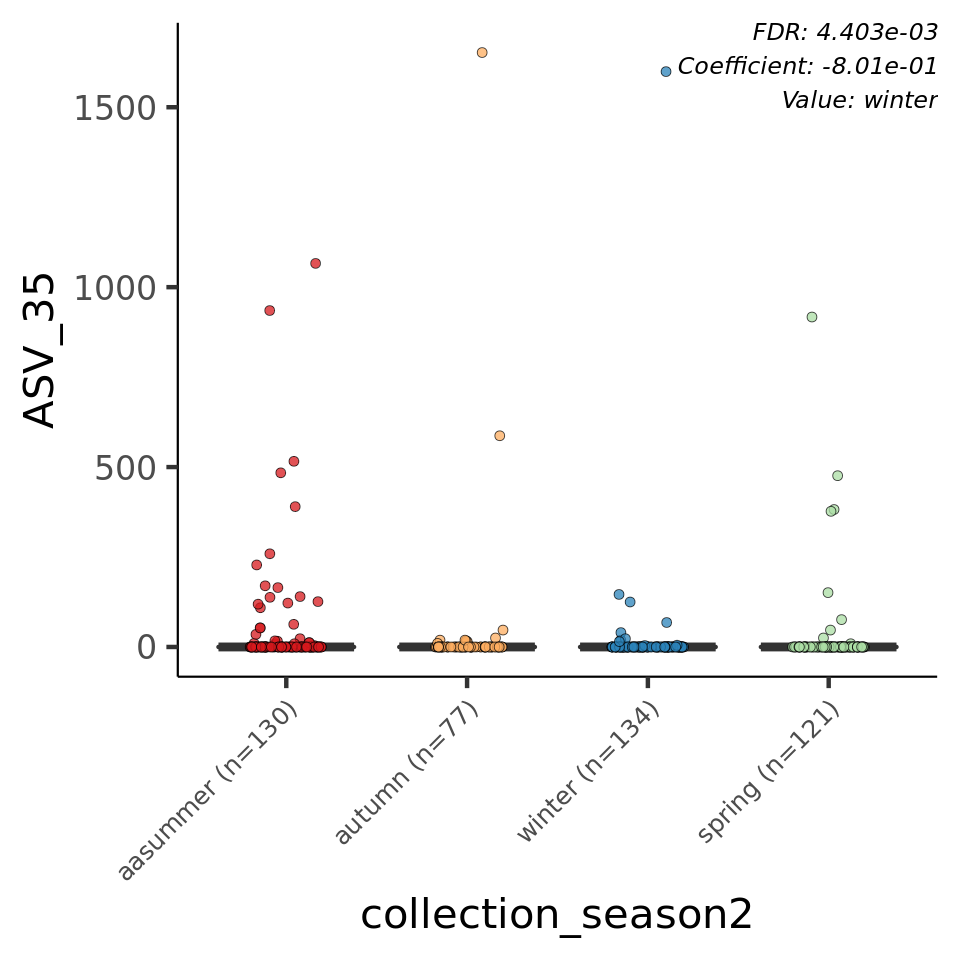 FDR: 4.403e-03
Coefficient: -8.01e-01
Value: winter
ASV_35
1500
1000
500
0
aasummer (n=130)
autumn (n=77)
winter (n=134)
spring (n=121)
collection_season2